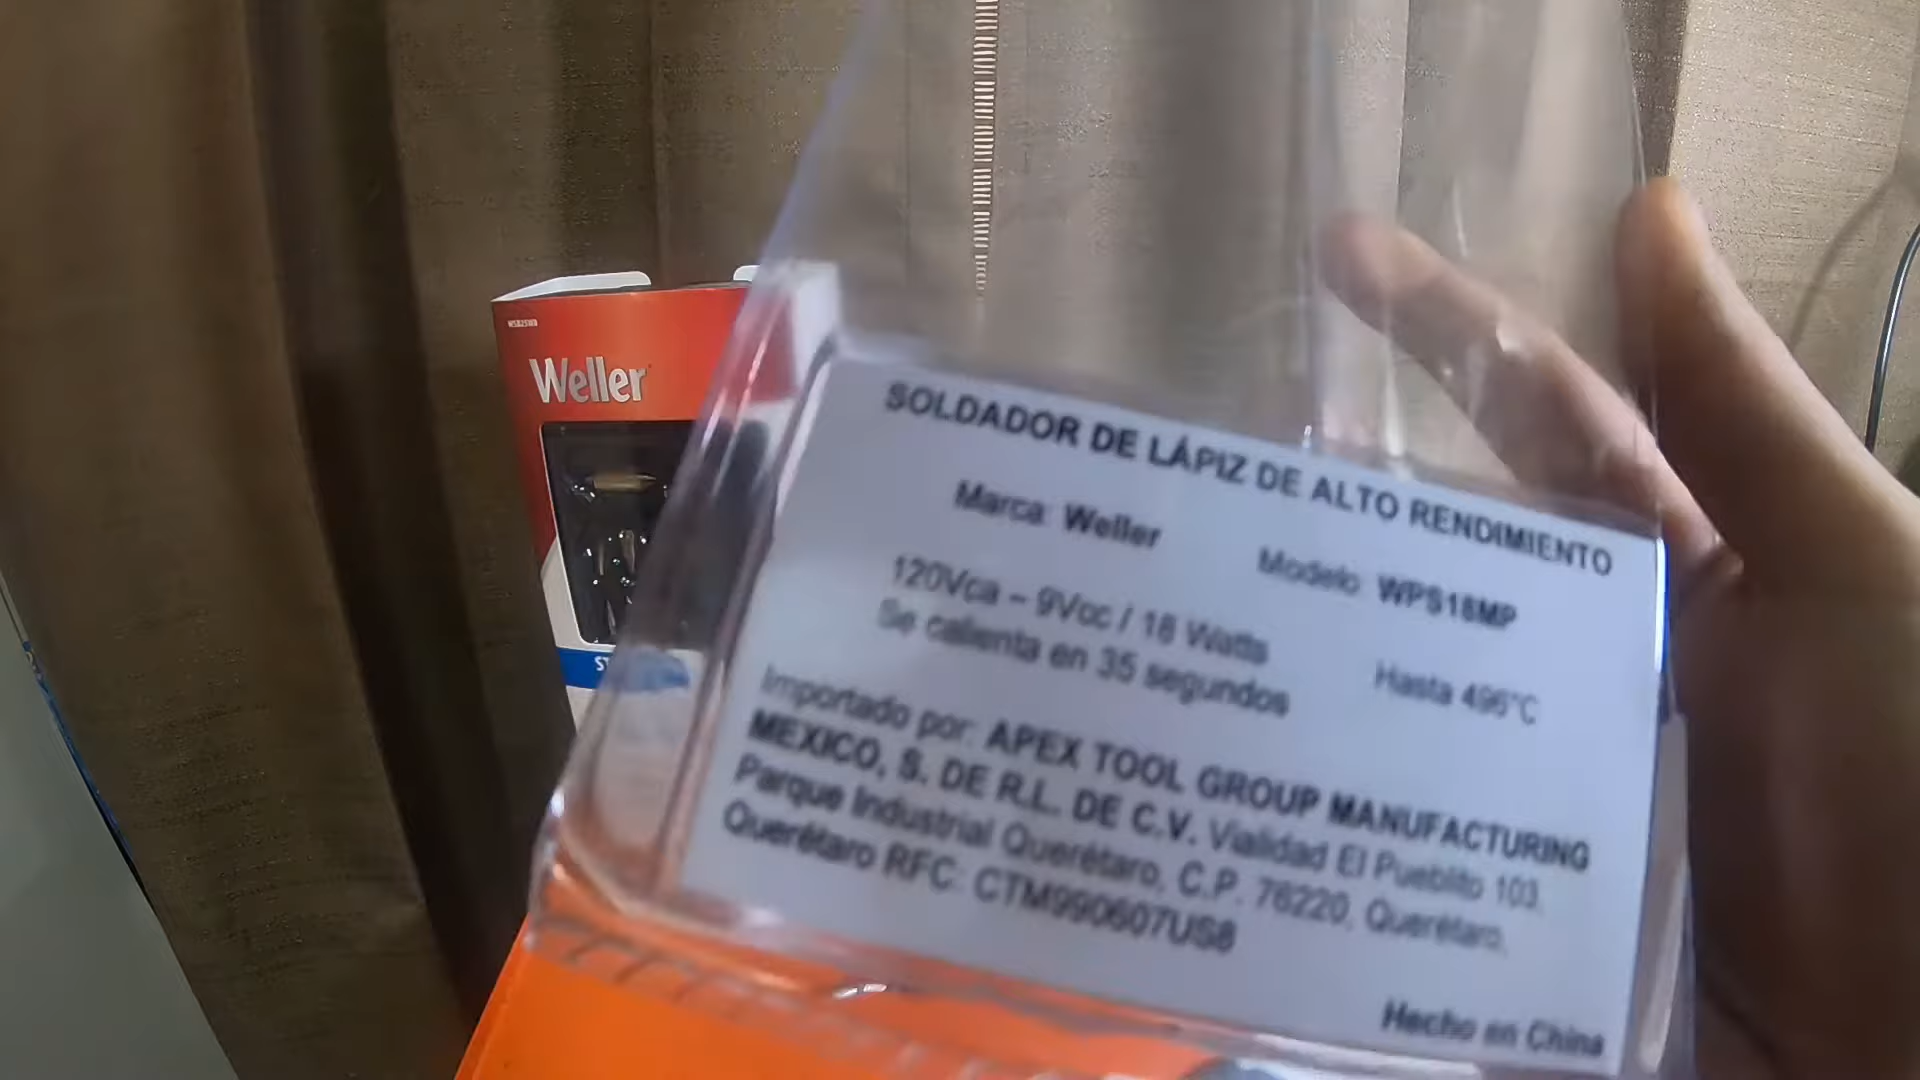 WSB25WB
Weller
ST
SOLDADOR DE LÁPIZ DE ALTO RENDIMIENTO
Marca: Weller
Modelo: WPS18MP
120Vca – 9Vcc / 18 Watts
Se calienta en 35 segundos
Hasta 496°C
Importado por: APEX TOOL GROUP MANUFACTURING
MEXICO, S. DE R.L. DE C.V. Vialidad El Pueblito 103,
Parque Industrial Querétaro, C.P. 76220, Querétaro,
Querétaro RFC: CTM990607US8
Hecho en China